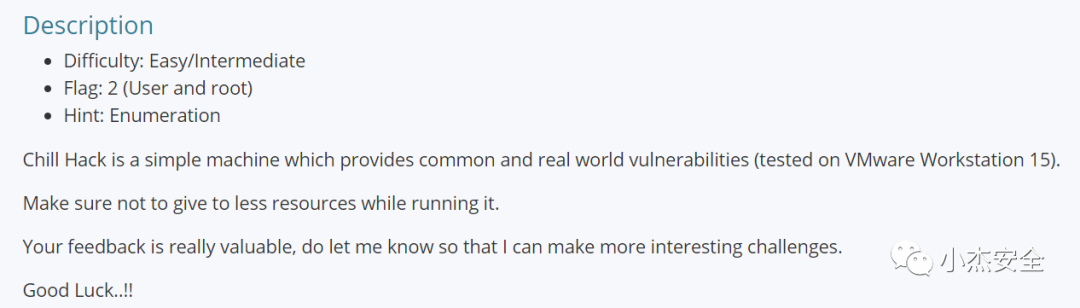 Description
• Difficulty: Easy/Intermediate
• Flag: 2 (User and root)
• Hint: Enumeration
Chill Hack is a simple machine which provides common and real world vulnerabilities (tested on VMware Workstation 15).
Make sure not to give to less resources while running it.
Your feedback is really valuable, do let me know so that I can make more interesting challenges.
小杰安全
Good Luck..!!